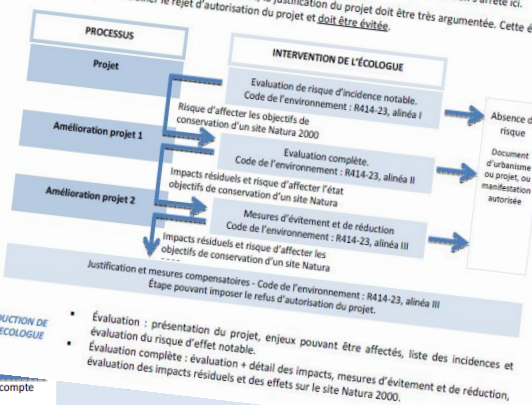 la justification du projet doit être très argumentée. Cette
le rejet d'autorisation du projet et doit être évitée.
PROCESSUS
INTERVENTION DE L'ÉCOLOGUE
Projet
Evaluation de risque d'incidence notable.
Code de l'environnement : R414-23, alinéa I
Absence
risque
Document
d'urbanisme
ou projet, ou
manifestation
autorisée
Risque d'affecter les objectifs de
conservation d'un site Natura 2000
Amélioration projet 1
Evaluation complète.
Code de l'environnement : R414-23, alinéa II
Impacts résiduels et risque d'affecter l'état
objectifs de conservation d'un site Natura
Amélioration projet 2
Mesures d'évitement et de réduction
Code de l'environnement : R414-23, alinéa III
Impacts résiduels et risque d'affecter les
objectifs de conservation d'un site Natura
Justification et mesures compensatoires - Code de l'environnement : R414-23, alinéa III
Étape pouvant imposer le refus d'autorisation du projet.
DE
ECOLOGUE
▪ Évaluation : présentation du projet, enjeux pouvant être affectés, liste des incidences et
évaluation du risque d'effet notable.
▪ Évaluation complète : évaluation + détail des impacts, mesures d'évitement et de réduction,
évaluation des impacts résiduels et des effets sur le site Natura 2000.
compte